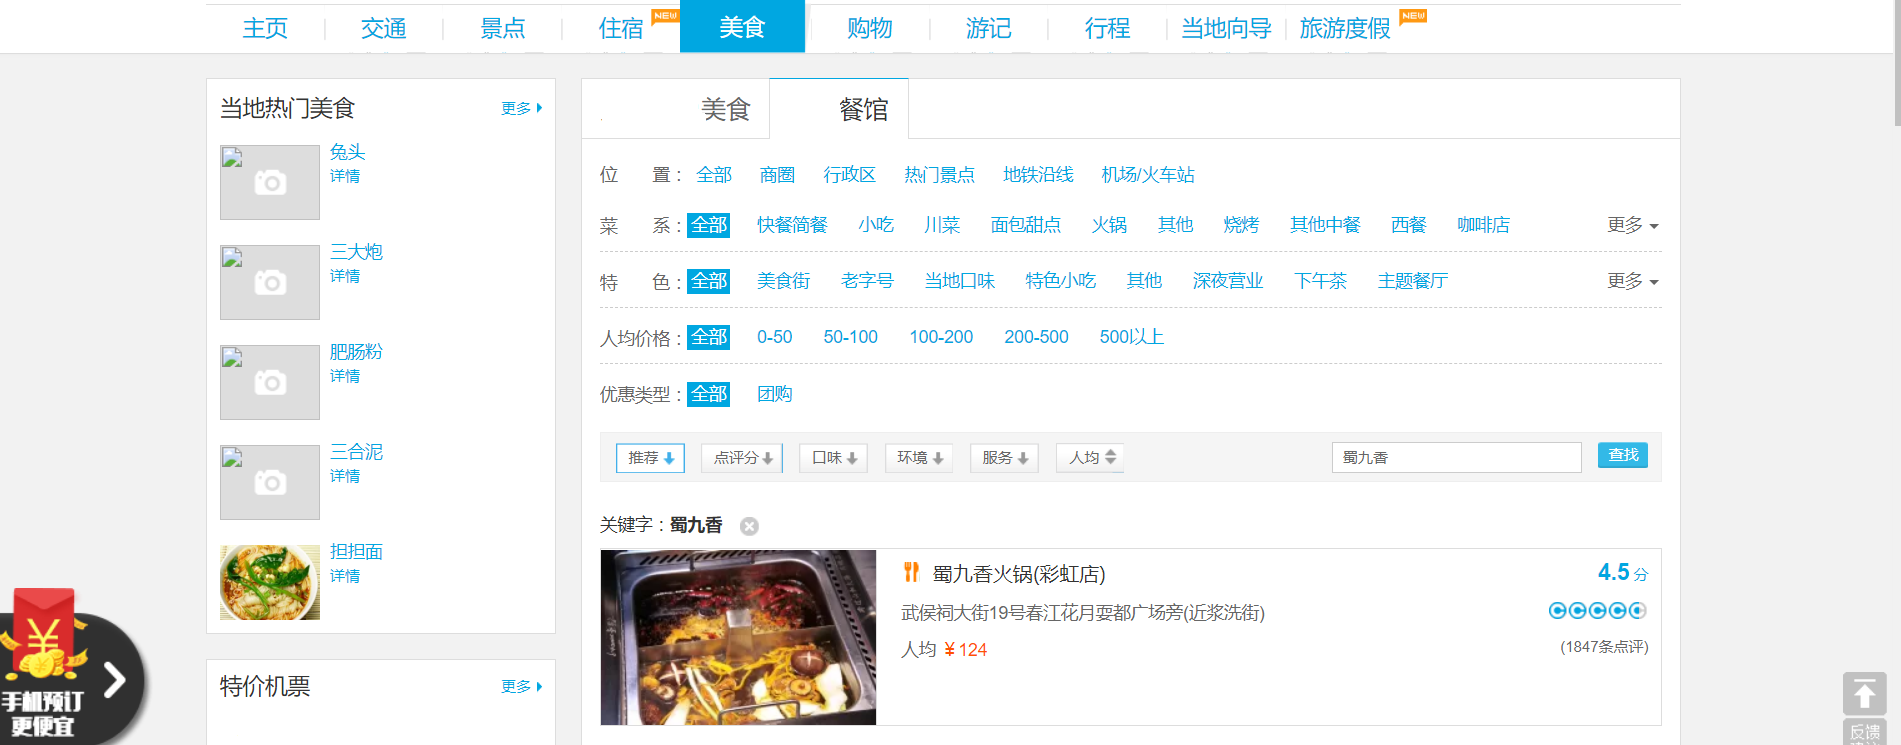 主页 交通 景点 住宿 NEW 美食 购物 游记 行程 当地向导 旅游度假 NEW
当地热门美食 更多
兔头
详情
三大炮
详情
肥肠粉
详情
三合泥
详情
担担面
详情
特价机票 更多
¥
手机预订
更便宜
美食 餐馆
位 置： 全部 商圈 行政区 热门景点 地铁沿线 机场/火车站
菜 系： 全部 快餐简餐 小吃 川菜 面包甜点 火锅 其他 烧烤 其他中餐 西餐 咖啡店 更多
特 色： 全部 美食街 老字号 当地口味 特色小吃 其他 深夜营业 下午茶 主题餐厅 更多
人均价格： 全部 0-50 50-100 100-200 200-500 500以上
优惠类型： 全部 团购
推荐 点评分 口味 环境 服务 人均 蜀九香 查找
关键字：蜀九香
蜀九香火锅(彩虹店) 4.5 分
武侯祠大街19号春江花月耍都广场旁(近浆洗街)
人均 ¥124 (1847条点评)
反馈